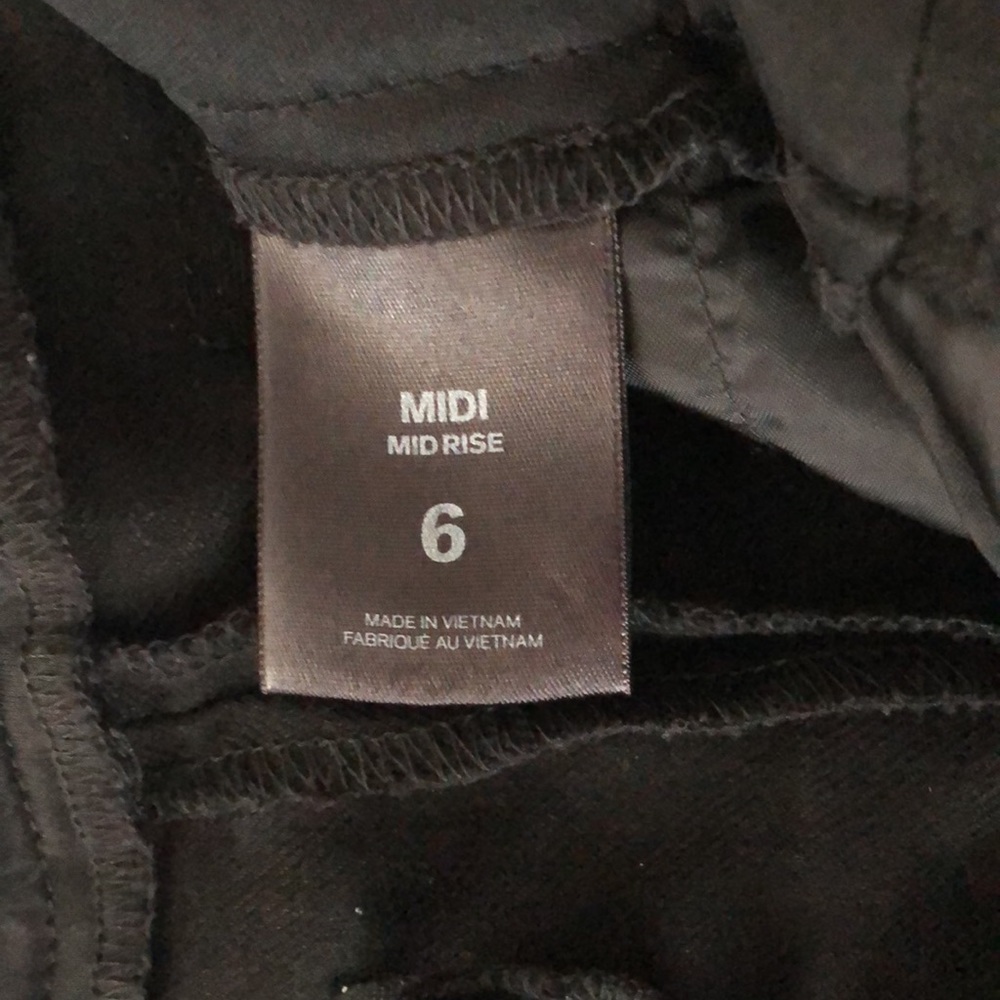 MIDI
MID RISE
6
MADE IN VIETNAM
FABRIQUÉ AU VIETNAM